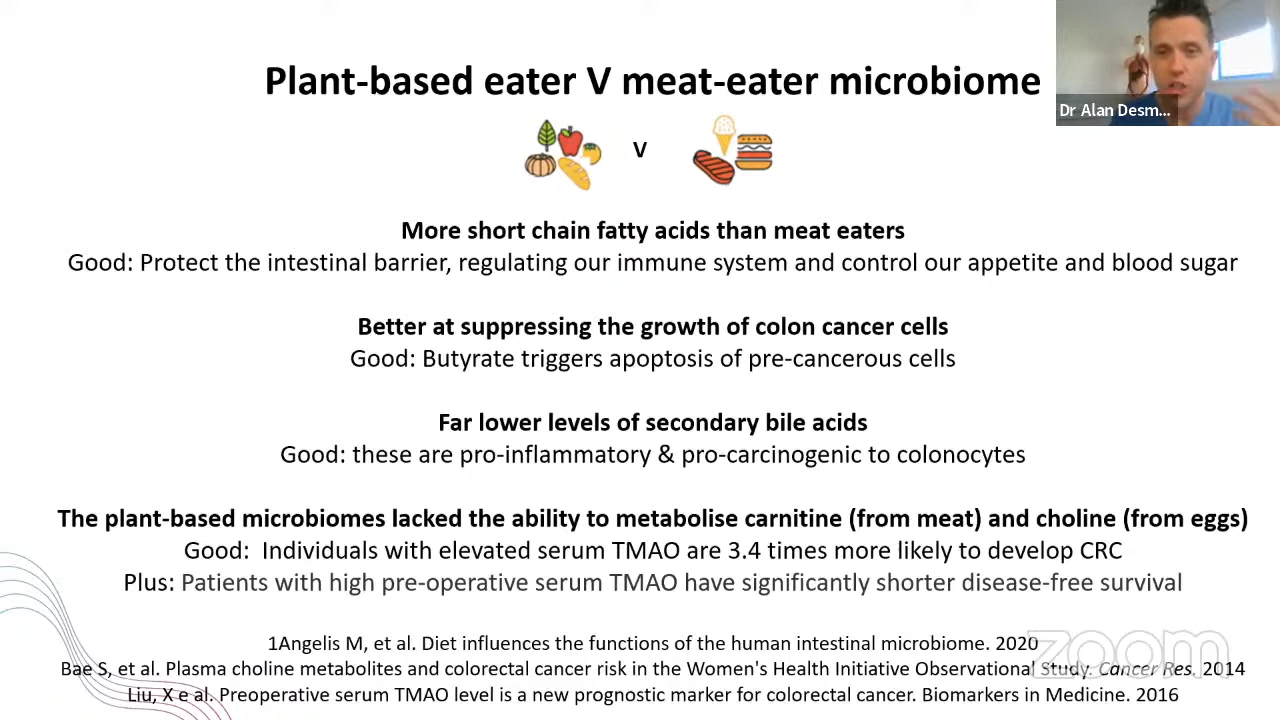 Plant-based eater V meat-eater microbiome
Dr Alan Desm...
V
More short chain fatty acids than meat eaters
Good: Protect the intestinal barrier, regulating our immune system and control our appetite and blood sugar
Better at suppressing the growth of colon cancer cells
Good: Butyrate triggers apoptosis of pre-cancerous cells
Far lower levels of secondary bile acids
Good: these are pro-inflammatory & pro-carcinogenic to colonocytes
The plant-based microbiomes lacked the ability to metabolise carnitine (from meat) and choline (from eggs)
Good: Individuals with elevated serum TMAO are 3.4 times more likely to develop CRC
Plus: Patients with high pre-operative serum TMAO have significantly shorter disease-free survival
1Angelis M, et al. Diet influences the functions of the human intestinal microbiome. 2020
Bae S, et al. Plasma choline metabolites and colorectal cancer risk in the Women's Health Initiative Observational Study. Cancer Res. 2014
Liu, X e al. Preoperative serum TMAO level is a new prognostic marker for colorectal cancer. Biomarkers in Medicine. 2016
zoom